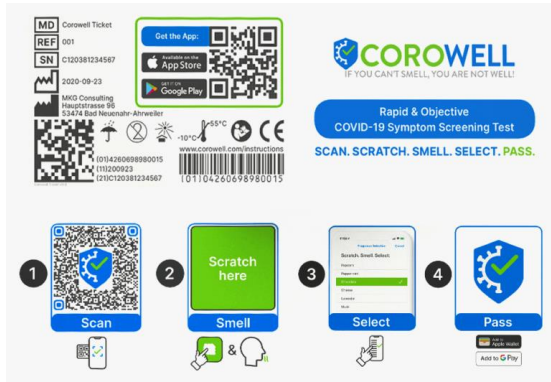 MD Corowell Ticket
REF 001
SN C120381234567
2020-09-23
MKG Consulting
Hauptstrasse 96
53474 Bad Neuenahr-Ahrweiler
Get the App:
Available on the
App Store
GET IT ON
Google Play
-10°C
55°C
CE
www.corowell.com/instructions
(01)04260698980015
(01)4260698980015
(11)200923
(21)C120381234567
COROWELL
IF YOU CAN'T SMELL, YOU ARE NOT WELL!
Rapid & Objective
COVID-19 Symptom Screening Test
SCAN. SCRATCH. SMELL. SELECT. PASS.
1
Scan
2
Scratch
here
Smell
&
3
Scratch. Smell Select.
Select
4
Pass
Add to
Apple Wallet
Add to G Pay